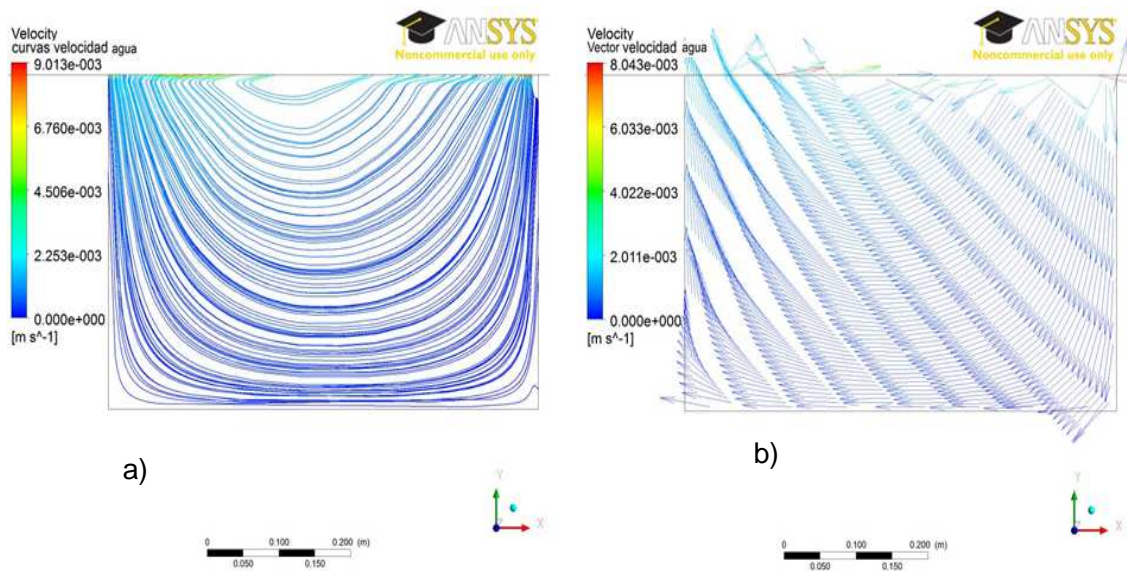 Velocity
curvas velocidad agua
9.013e-003
6.760e-003
4.506e-003
2.253e-003
0.000e+000
[m s^-1]
ANSYS
Noncommercial use only
a)
Y
X
Z
0 0.100 0.200 (m)
0.050 0.150
Velocity
Vector velocidad agua
8.043e-003
6.033e-003
4.022e-003
2.011e-003
0.000e+000
[m s^-1]
ANSYS
Noncommercial use only
b)
Y
X
Z
0 0.100 0.200 (m)
0.050 0.150